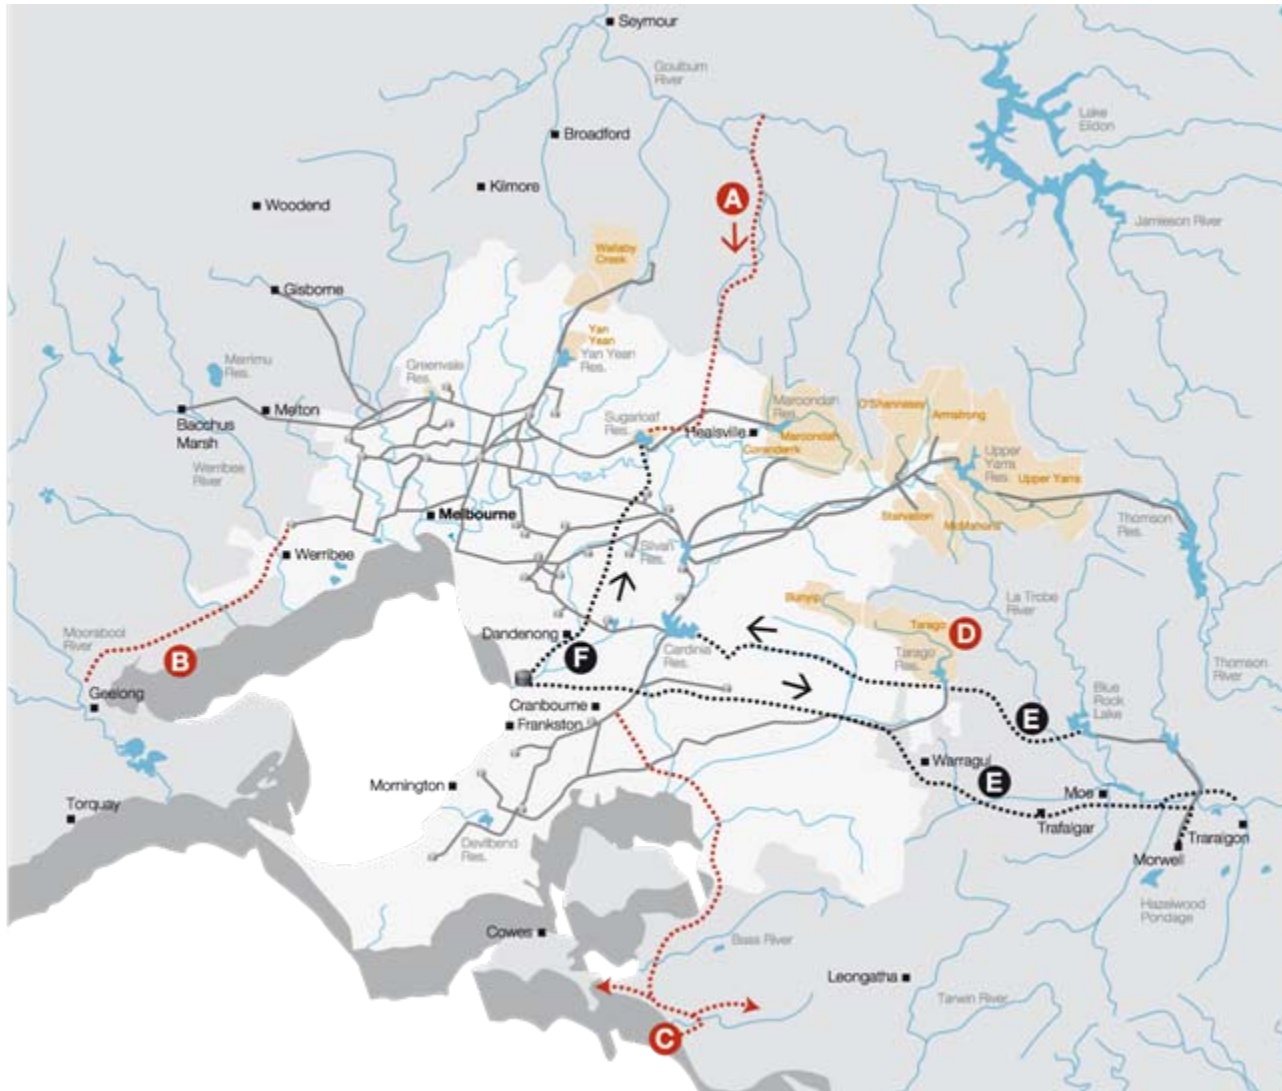 Seymour
Goulburn
River
Lake
Eildon
Broadford
Kilmore
A
Woodend
Jamieson River
Wallaby
Creek
Gisborne
Yan
Yean
Yan Yean
Res.
Merrimu
Res.
Greenvale
Res.
Maroondah
Res.
O'Shannassy
Armstrong
Melton
Bacchus
Marsh
Sugarloaf
Res.
Healsville
Maroondah
Coranderrk
Upper
Yarra
Res.
Upper Yarra
Werribee
River
Melbourne
Starvation
McMahons
Thomson
Res.
Werribee
Silvan
Res.
Bunyip
La Trobe
River
Moorabool
River
Dandenong
Tarago
D
B
F
Cardinia
Res.
Tarago
Res.
Thomson
River
Geelong
Blue
Rock
Lake
Cranbourne
Frankston
E
Warragul
Mornington
E
Moe
Torquay
Trafalgar
Traralgon
Devilbend
Res.
Morwell
Hazelwood
Pondage
Cowes
Bass River
Leongatha
Tarwin River
C